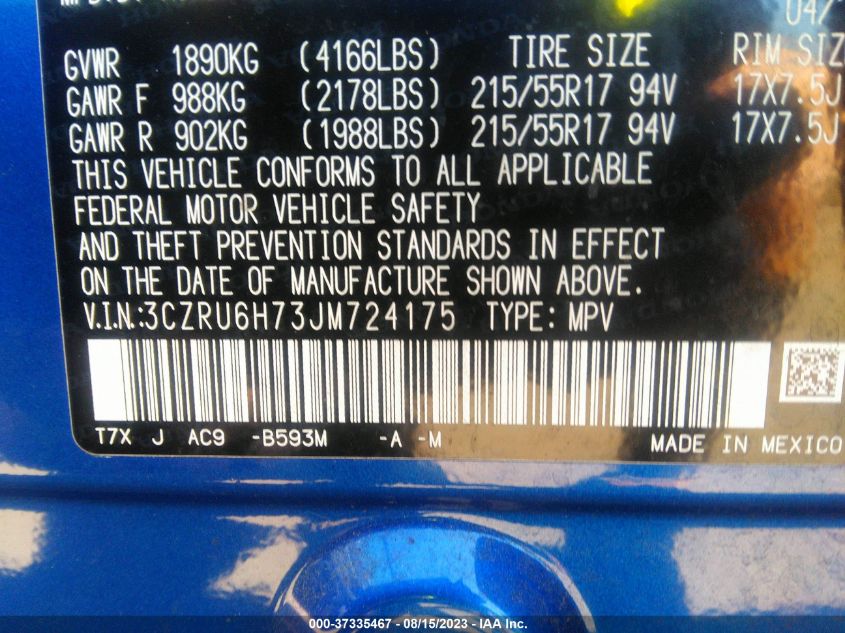 04/
GVWR 1890KG (4166LBS) TIRE SIZE RIM SIZ
GAWR F 988KG (2178LBS) 215/55R17 94V 17X7.5J
GAWR R 902KG (1988LBS) 215/55R17 94V 17X7.5J
THIS VEHICLE CONFORMS TO ALL APPLICABLE
FEDERAL MOTOR VEHICLE SAFETY
AND THEFT PREVENTION STANDARDS IN EFFECT
ON THE DATE OF MANUFACTURE SHOWN ABOVE.
V.I.N.:3CZRU6H73JM724175 TYPE: MPV
T7X J AC9 -B593M -A -M
MADE IN MEXICO
000-37335467 - 08/15/2023 - IAA Inc.